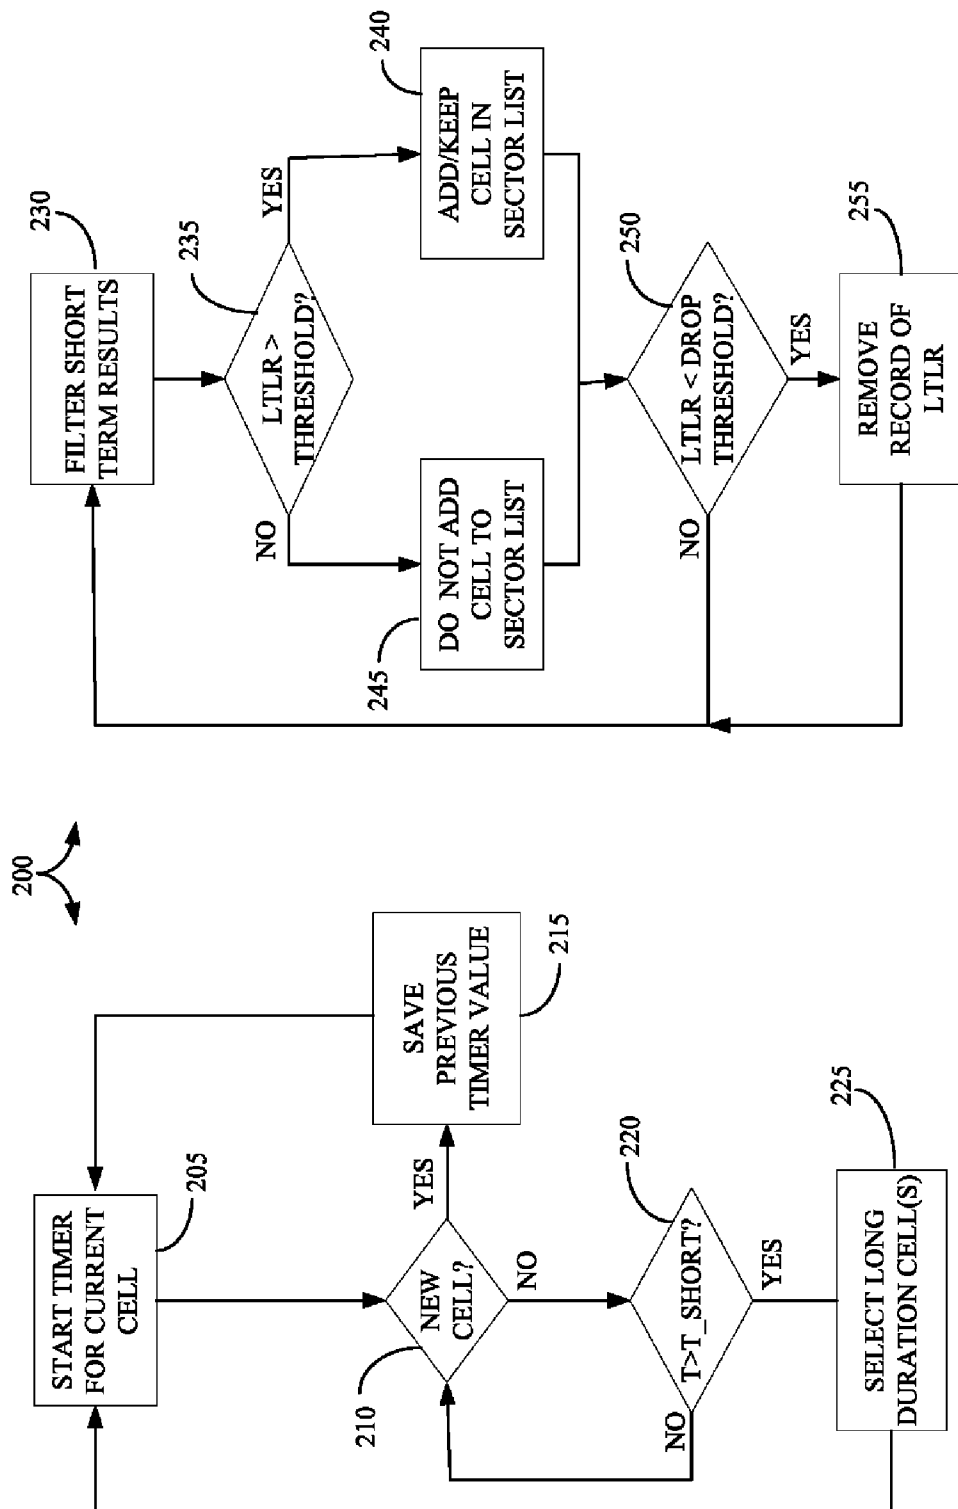 200
START TIMER
FOR CURRENT
CELL
205
NEW
CELL?
210
YES
NO
SAVE
PREVIOUS
TIMER VALUE
215
T>T_SHORT?
220
NO
YES
SELECT LONG
DURATION CELL(S)
225
FILTER SHORT
TERM RESULTS
230
LTLR >
THRESHOLD?
235
NO
YES
DO NOT ADD
CELL TO
SECTOR LIST
245
ADD/KEEP
CELL IN
SECTOR LIST
240
LTLR < DROP
THRESHOLD?
250
NO
YES
REMOVE
RECORD OF
LTLR
255